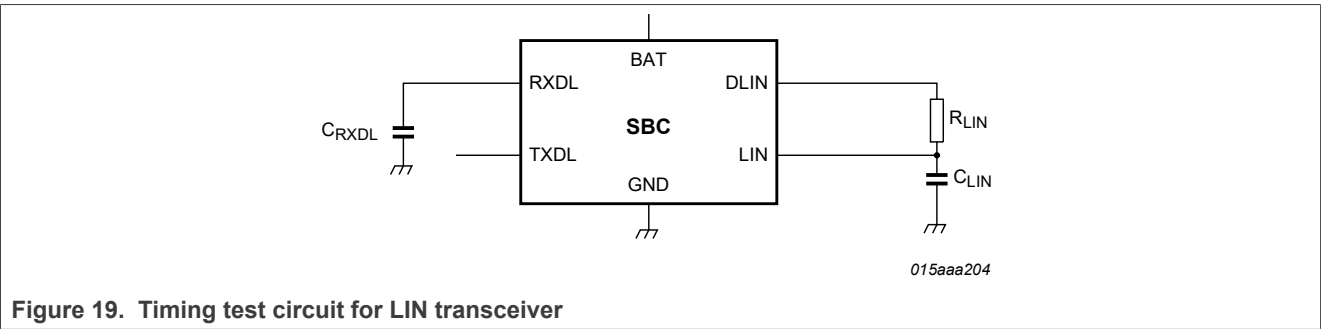 BAT
RXDL
DLIN
CRXDL
SBC
RLIN
TXDL
LIN
CLIN
GND
015aaa204
Figure 19. Timing test circuit for LIN transceiver